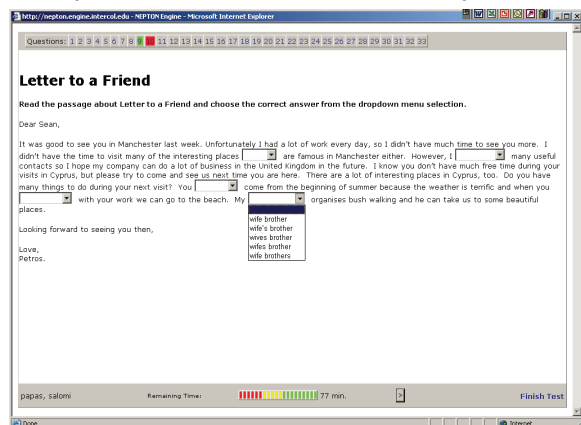 http://nepton.engine.intercol.edu - NEPTON Engine - Microsoft Internet Explorer
Questions: 1 2 3 4 5 6 7 8 9 10 11 12 13 14 15 16 17 18 19 20 21 22 23 24 25 26 27 28 29 30 31 32 33
Letter to a Friend
Read the passage about Letter to a Friend and choose the correct answer from the dropdown menu selection.
Dear Sean,
It was good to see you in Manchester last week. Unfortunately I had a lot of work every day, so I didn't have much time to see you more. I
didn't have the time to visit many of the interesting places are famous in Manchester either. However, I many useful
contacts so I hope my company can do a lot of business in the United Kingdom in the future. I know you don't have much free time during your
visits in Cyprus, but please try to come and see us next time you are here. There are a lot of interesting places in Cyprus, too. Do you have
many things to do during your next visit? You come from the beginning of summer because the weather is terrific and when you
with your work we can go to the beach. My organises bush walking and he can take us to some beautiful
places.
wife brother
wife's brother
wives brother
wifes brother
wife brothers
Looking forward to seeing you then,
Love,
Petros.
papas, salomi Remaining Time: 77 min. > Finish Test
Done Internet